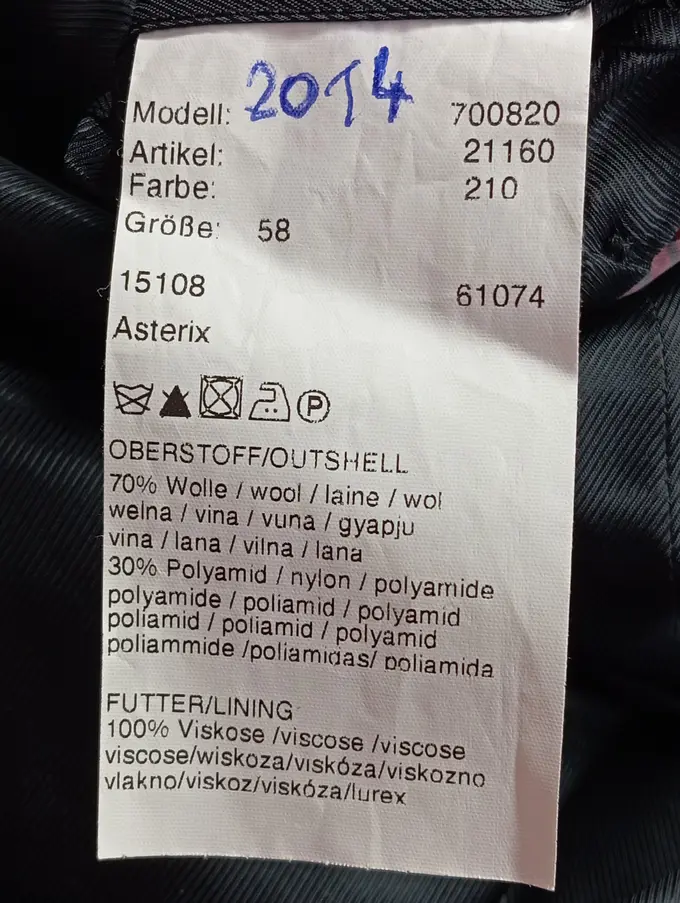 2014
Modell: 700820
Artikel: 21160
Farbe: 210
Größe: 58
15108 61074
Asterix
P
OBERSTOFF/OUTSHELL
70% Wolle / wool / laine / wol
wełna / vina / vuna / gyapju
vina / lana / vilna / lana
30% Polyamid / nylon / polyamide
polyamide / poliamid / polyamid
poliamid / poliamid / polyamid
poliammide /poliamidas/ poliamida
FUTTER/LINING
100% Viskose /viscose /viscose
viscose/wiskoza/viskóza/viskozno
vlakno/viskoz/viskóza/lurex